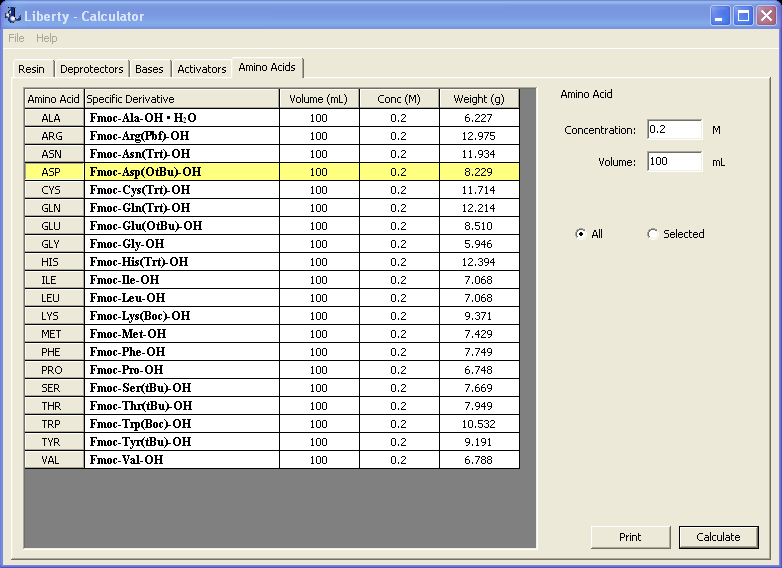 Liberty - Calculator
File Help
Resin Deprotectors Bases Activators Amino Acids
Amino Acid Specific Derivative Volume (mL) Conc (M) Weight (g)
ALA Fmoc-Ala-OH • H₂O 100 0.2 6.227
ARG Fmoc-Arg(Pbf)-OH 100 0.2 12.975
ASN Fmoc-Asn(Trt)-OH 100 0.2 11.934
ASP Fmoc-Asp(OtBu)-OH 100 0.2 8.229
CYS Fmoc-Cys(Trt)-OH 100 0.2 11.714
GLN Fmoc-Gln(Trt)-OH 100 0.2 12.214
GLU Fmoc-Glu(OtBu)-OH 100 0.2 8.510
GLY Fmoc-Gly-OH 100 0.2 5.946
HIS Fmoc-His(Trt)-OH 100 0.2 12.394
ILE Fmoc-Ile-OH 100 0.2 7.068
LEU Fmoc-Leu-OH 100 0.2 7.068
LYS Fmoc-Lys(Boc)-OH 100 0.2 9.371
MET Fmoc-Met-OH 100 0.2 7.429
PHE Fmoc-Phe-OH 100 0.2 7.749
PRO Fmoc-Pro-OH 100 0.2 6.748
SER Fmoc-Ser(tBu)-OH 100 0.2 7.669
THR Fmoc-Thr(tBu)-OH 100 0.2 7.949
TRP Fmoc-Trp(Boc)-OH 100 0.2 10.532
TYR Fmoc-Tyr(tBu)-OH 100 0.2 9.191
VAL Fmoc-Val-OH 100 0.2 6.788
Amino Acid
Concentration: 0.2 M
Volume: 100 mL
All Selected
Print Calculate